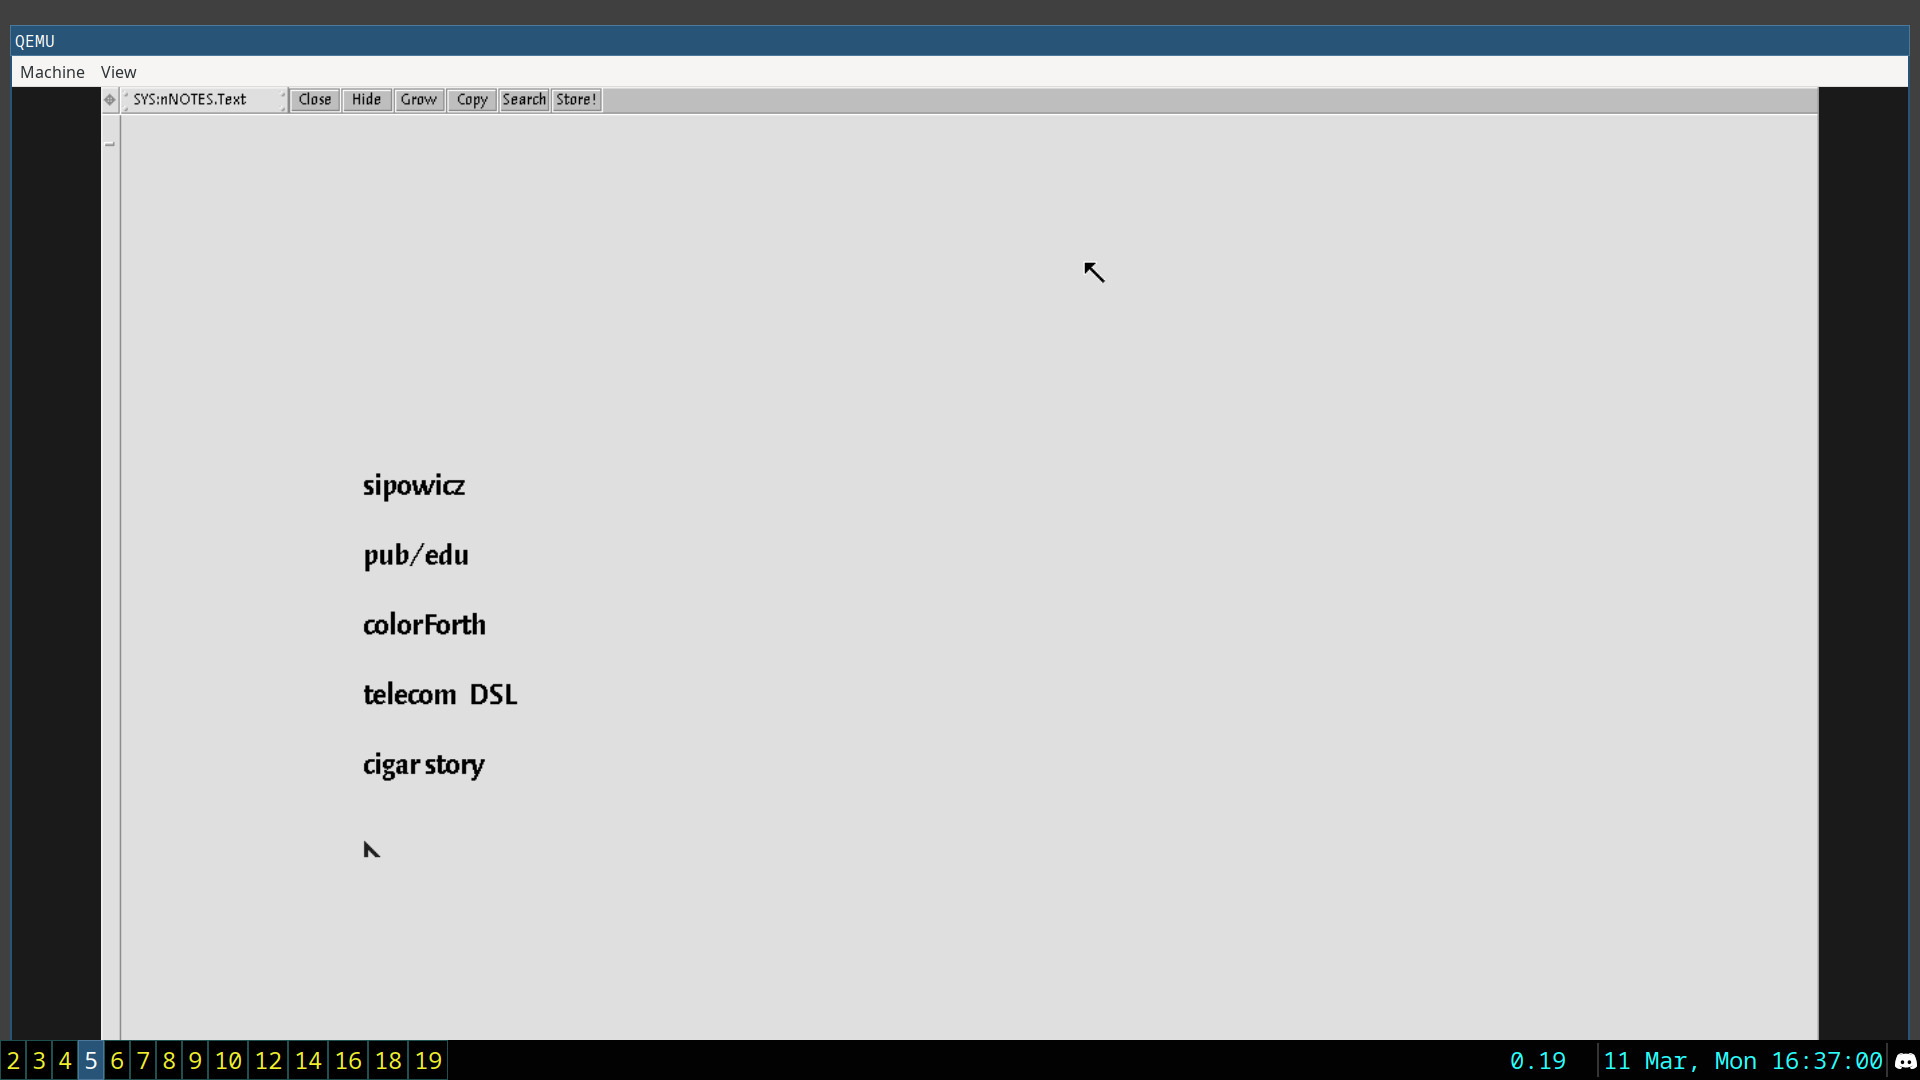 QEMU
Machine View
SYS:nNOTES.Text Close Hide Grow Copy Search Store!
sipowicz
pub/edu
colorForth
telecom DSL
cigar story
2 3 4 5 6 7 8 9 10 12 14 16 18 19 0.19 11 Mar, Mon 16:37:00